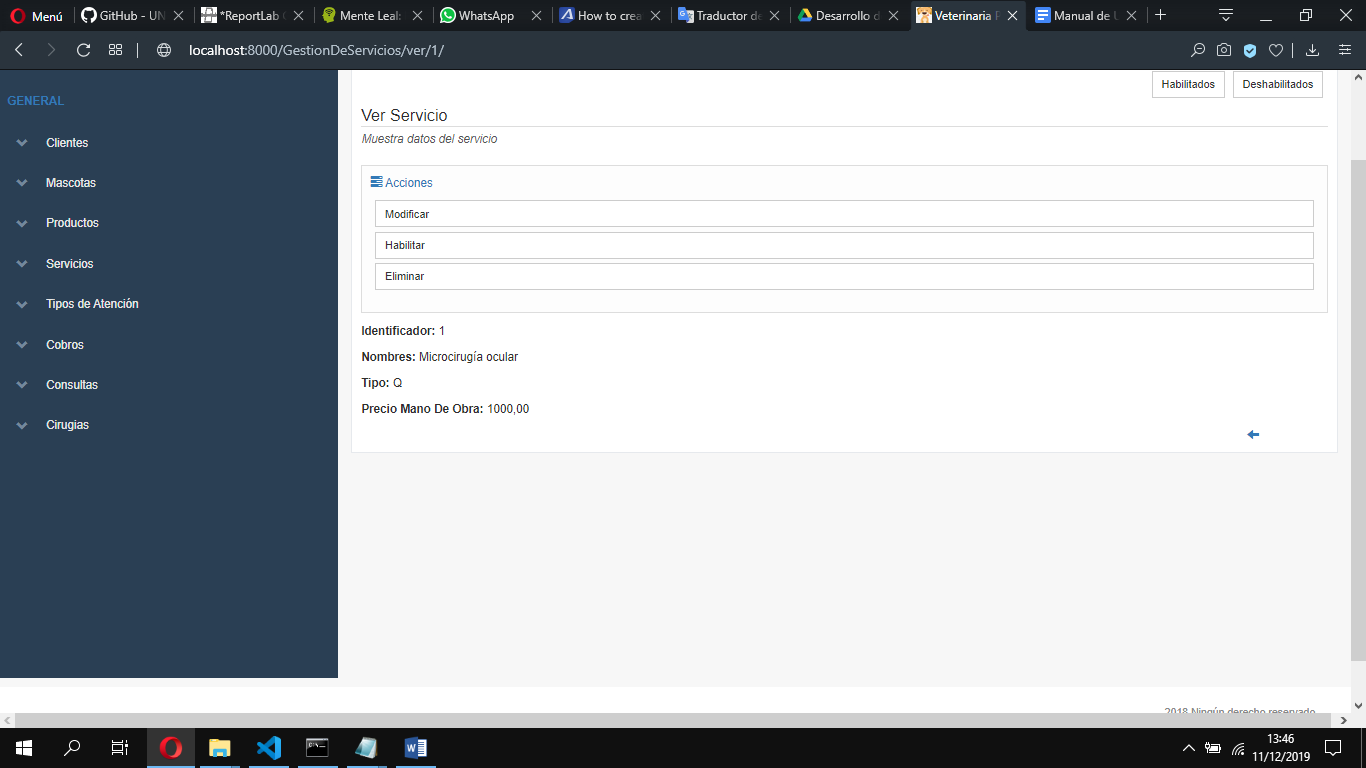 Menú
GitHub - UN
*ReportLab
Mente Leal:
WhatsApp
How to crea
Traductor de
Desarrollo d
Veterinaria P
Manual de U
localhost:8000/GestionDeServicios/ver/1/
GENERAL
Clientes
Mascotas
Productos
Servicios
Tipos de Atención
Cobros
Consultas
Cirugias
Habilitados
Deshabilitados
Ver Servicio
Muestra datos del servicio
Acciones
Modificar
Habilitar
Eliminar
Identificador: 1
Nombres: Microcirugía ocular
Tipo: Q
Precio Mano De Obra: 1000,00
2018 Ningún derecho reservado
13:46
11/12/2019